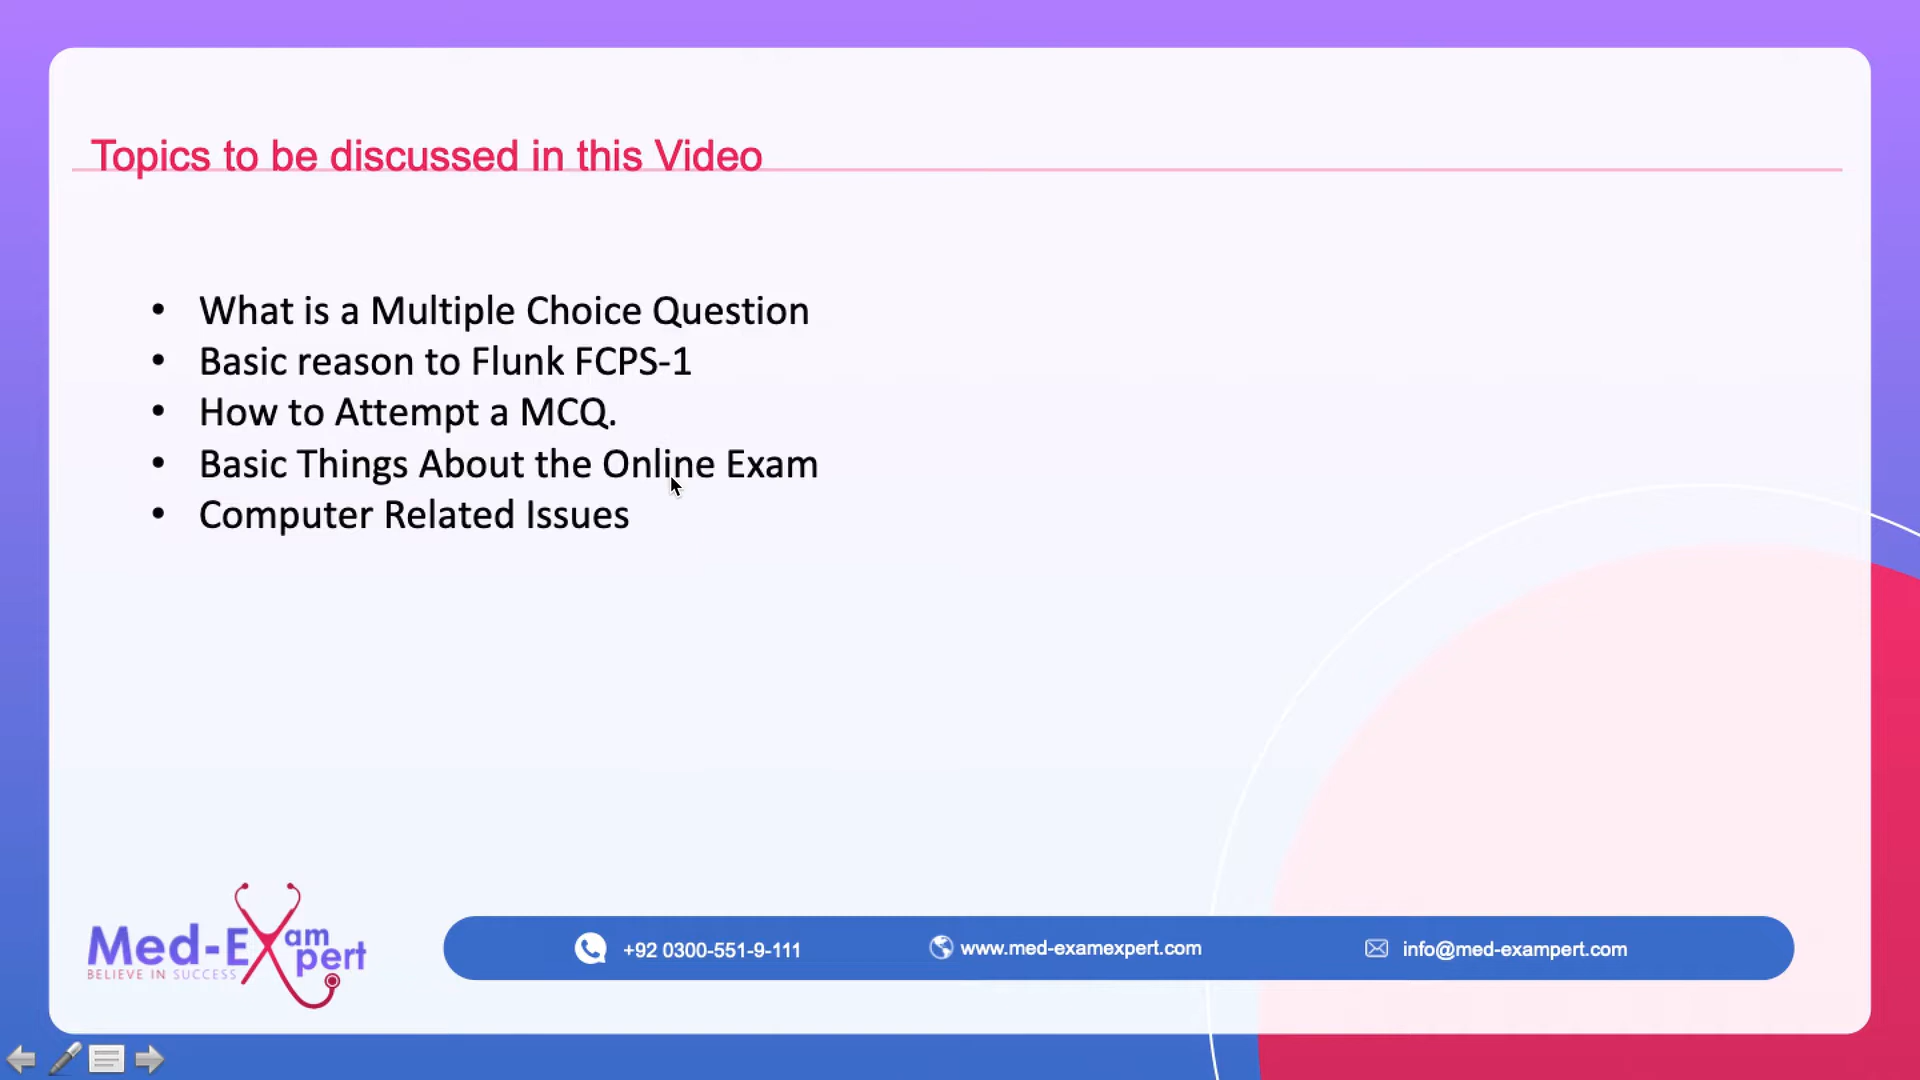 Topics to be discussed in this Video
• What is a Multiple Choice Question
• Basic reason to Flunk FCPS-1
• How to Attempt a MCQ.
• Basic Things About the Online Exam
• Computer Related Issues
Med-Exam Expert
BELIEVE IN SUCCESS
+92 0300-551-9-111
www.med-examexpert.com
info@med-exampert.com